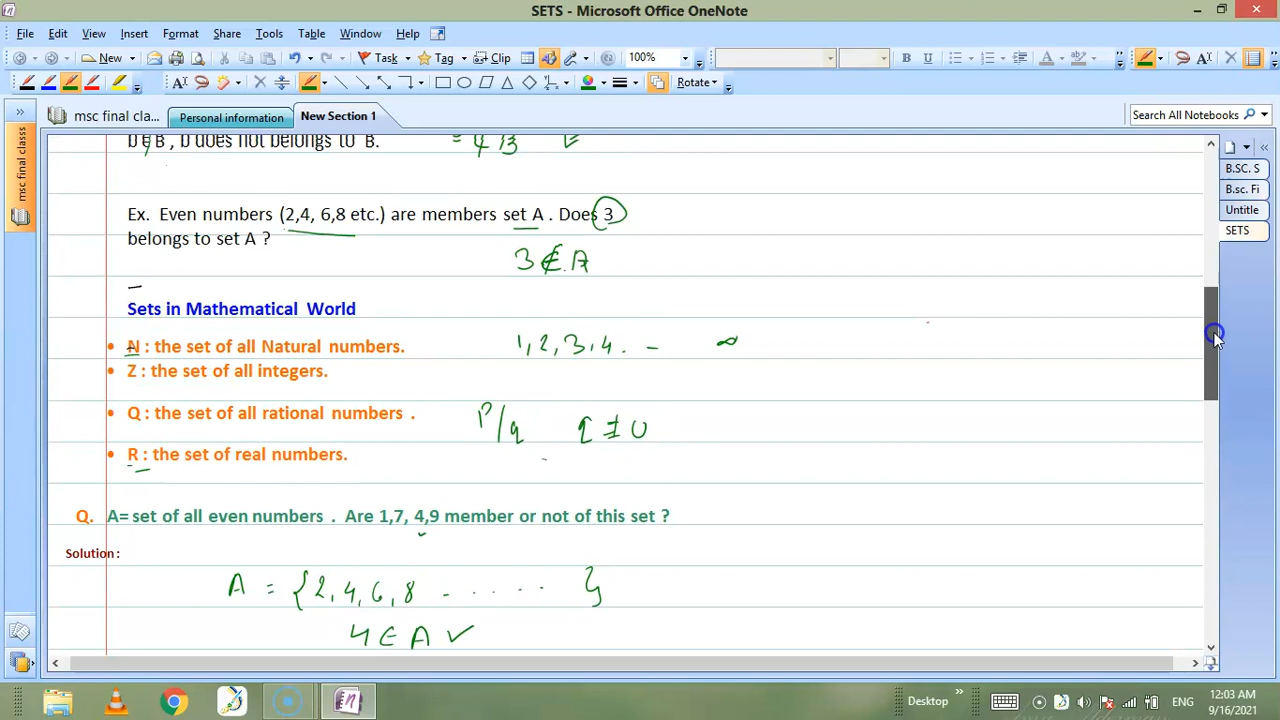 SETS - Microsoft Office OneNote
File Edit View Insert Format Share Tools Table Window Help
New Task Tag Clip 100% B U A ab A
A Rotate
msc final cla... Personal information New Section 1 Search All Notebooks
msc final classs
B.SC. S
B.sc. Fi
Untitle
SETS
b∉B , b does not belongs to B. = 4 13 E
Ex. Even numbers (2,4, 6,8 etc.) are members set A . Does 3
belongs to set A ?
3 ∉ A
Sets in Mathematical World
• N : the set of all Natural numbers. 1, 2, 3, 4. – ∞
• Z : the set of all integers.
• Q : the set of all rational numbers . P/q q ≠ 0
• R : the set of real numbers.
Q. A= set of all even numbers . Are 1,7, 4,9 member or not of this set ?
Solution :
A = {2, 4, 6, 8 - ..... }
4 ∈ A ✓
Desktop » ENG 12:03 AM
9/16/2021